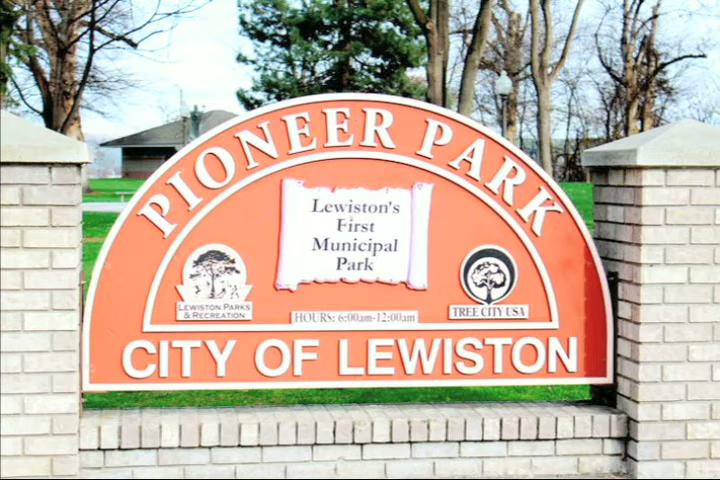 PIONEER PARK
Lewiston's
First
Municipal
Park
LEWISTON PARKS
& RECREATION
TREE CITY USA
HOURS: 6:00am-12:00am
CITY OF LEWISTON